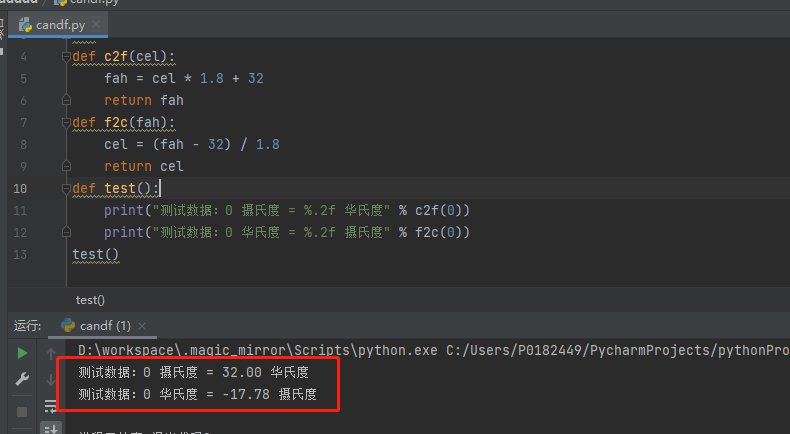 candf.py
candf.py
4 def c2f(cel):
5 fah = cel * 1.8 + 32
6 return fah
7 def f2c(fah):
8 cel = (fah - 32) / 1.8
9 return cel
10 def test():
11 print("测试数据：0 摄氏度 = %.2f 华氏度" % c2f(0))
12 print("测试数据：0 华氏度 = %.2f 摄氏度" % f2c(0))
13 test()
test()
运行: candf (1)
D:\workspace\.magic_mirror\Scripts\python.exe C:/Users/P0182449/PycharmProjects/pythonPro
测试数据：0 摄氏度 = 32.00 华氏度
测试数据：0 华氏度 = -17.78 摄氏度